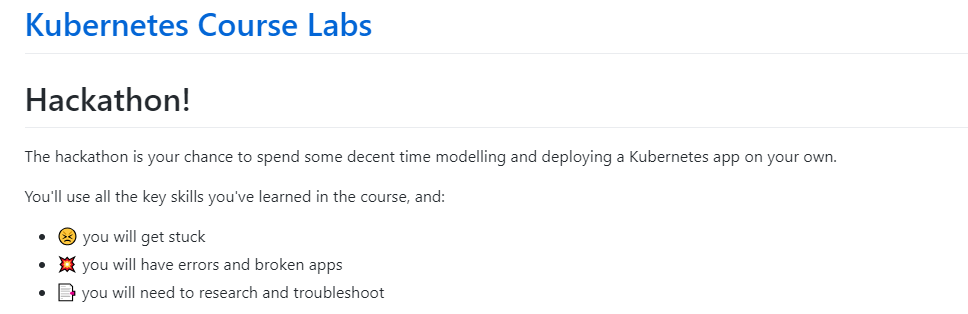 Kubernetes Course Labs
Hackathon!
The hackathon is your chance to spend some decent time modelling and deploying a Kubernetes app on your own.
You'll use all the key skills you've learned in the course, and:
• 😣 you will get stuck
• 💥 you will have errors and broken apps
• 📑 you will need to research and troubleshoot